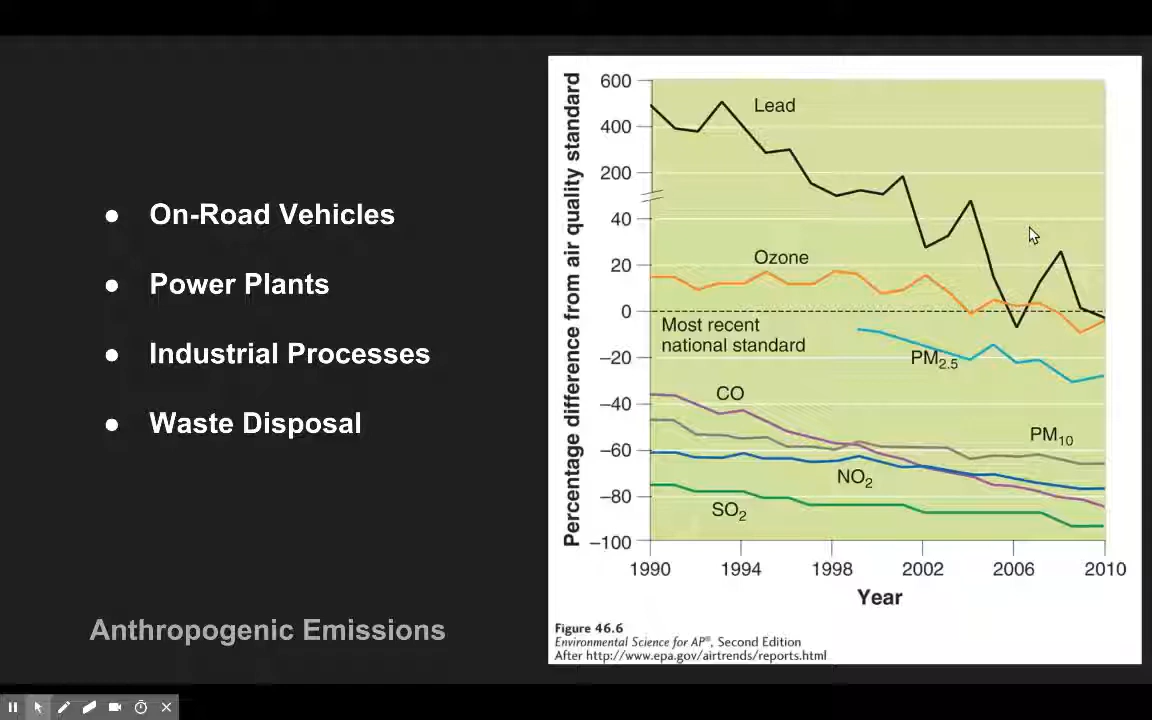 ● On-Road Vehicles
● Power Plants
● Industrial Processes
● Waste Disposal
Anthropogenic Emissions
Percentage difference from air quality standard
600
400
200
40
20
0
–20
–40
–60
–80
–100
Lead
Ozone
Most recent
national standard
PM2.5
CO
PM10
NO2
SO2
1990 1994 1998 2002 2006 2010
Year
Figure 46.6
Environmental Science for AP®, Second Edition
After http://www.epa.gov/airtrends/reports.html